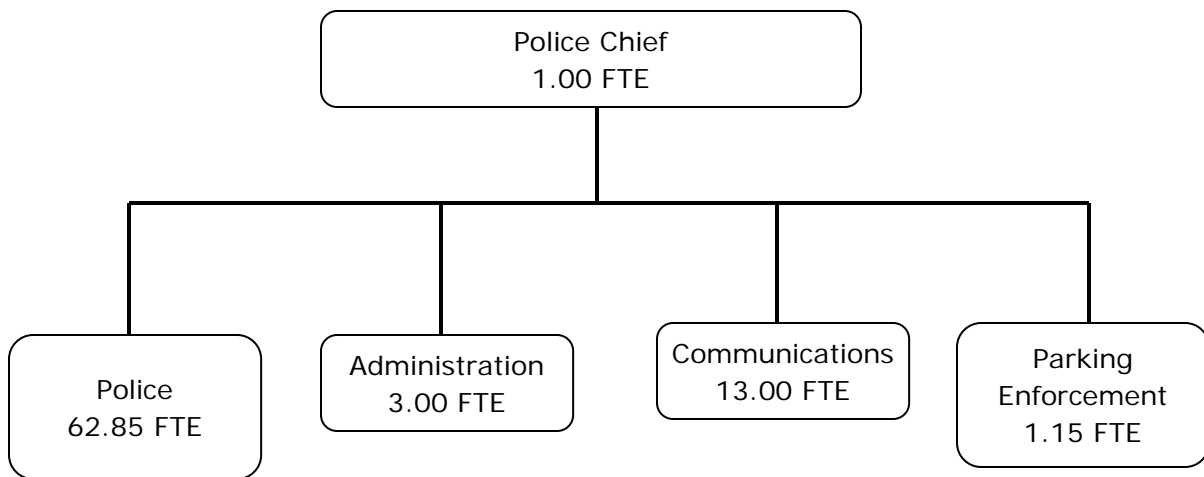 Police Chief
1.00 FTE
Police
62.85 FTE
Administration
3.00 FTE
Communications
13.00 FTE
Parking
Enforcement
1.15 FTE